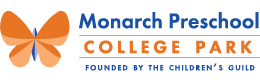 Monarch Preschool
COLLEGE PARK
FOUNDED BY THE CHILDREN'S GUILD